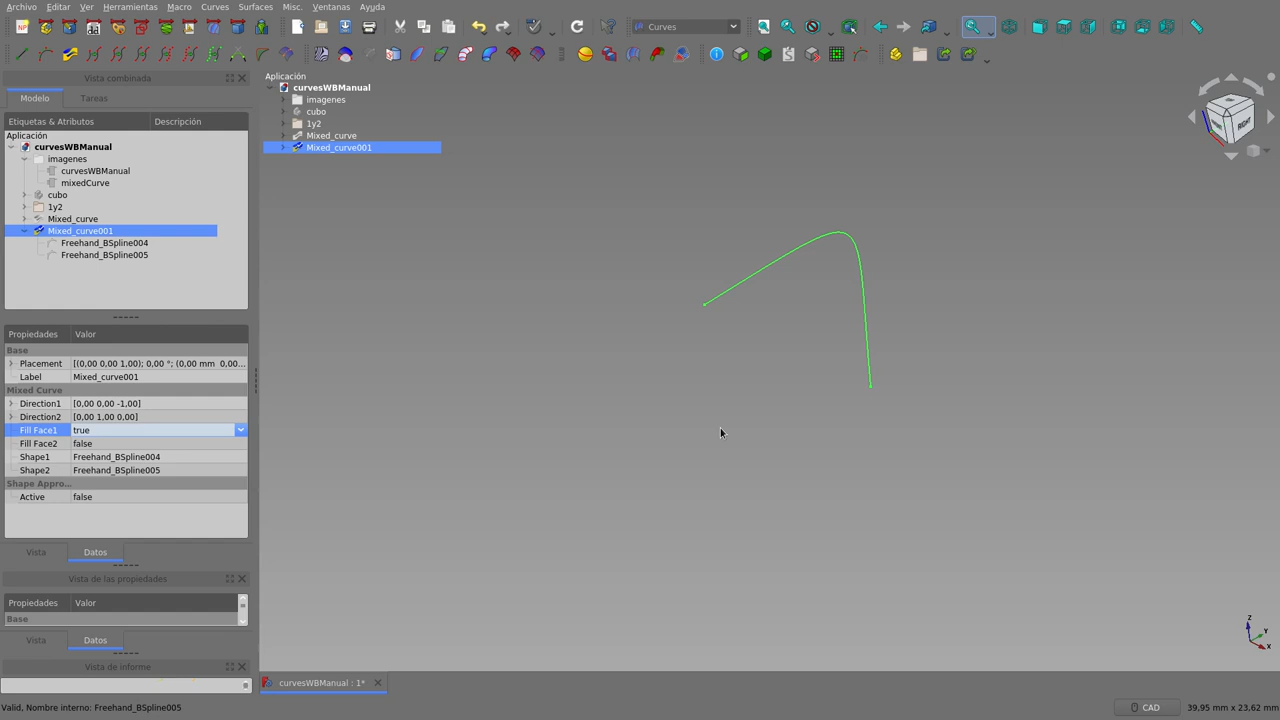 Archivo Editar Ver Herramientas Macro Curves Surfaces Misc. Ventanas Ayuda
Curves
Vista combinada
Modelo Tareas
Etiquetas & Atributos Descripción
Aplicación
curvesWBManual
imagenes
curvesWBManual
mixedCurve
cubo
1y2
Mixed_curve
Mixed_curve001
Freehand_BSpline004
Freehand_BSpline005
Propiedades Valor
Base
Placement [(0,00 0,00 1,00); 0,00 °; (0,00 mm 0,00...
Label Mixed_curve001
Mixed Curve
Direction1 [0,00 0,00 -1,00]
Direction2 [0,00 1,00 0,00]
Fill Face1 true
Fill Face2 false
Shape1 Freehand_BSpline004
Shape2 Freehand_BSpline005
Shape Appro...
Active false
Vista Datos
Vista de las propiedades
Propiedades Valor
Base
Vista Datos
Vista de informe
Aplicación
curvesWBManual
imagenes
cubo
1y2
Mixed_curve
Mixed_curve001
RIGHT
Z
Y
X
curvesWBManual : 1*
Valid, Nombre interno: Freehand_BSpline005
CAD 39,95 mm x 23,62 mm